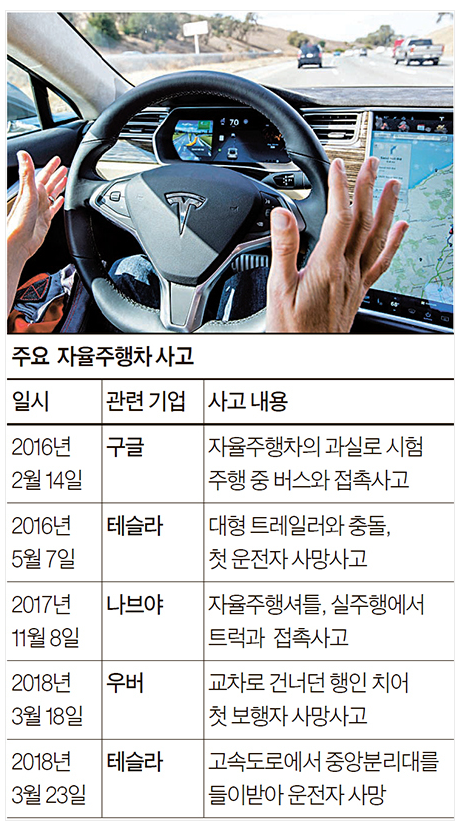 70
68°
주요 자율주행차 사고
일시 관련 기업 사고 내용
2016년 2월 14일 구글 자율주행차의 과실로 시험
주행 중 버스와 접촉사고
2016년 5월 7일 테슬라 대형 트레일러와 충돌,
첫 운전자 사망사고
2017년 11월 8일 나브야 자율주행셔틀, 실주행에서
트럭과 접촉사고
2018년 3월 18일 우버 교차로 건너던 행인 치어
첫 보행자 사망사고
2018년 3월 23일 테슬라 고속도로에서 중앙분리대를
들이받아 운전자 사망